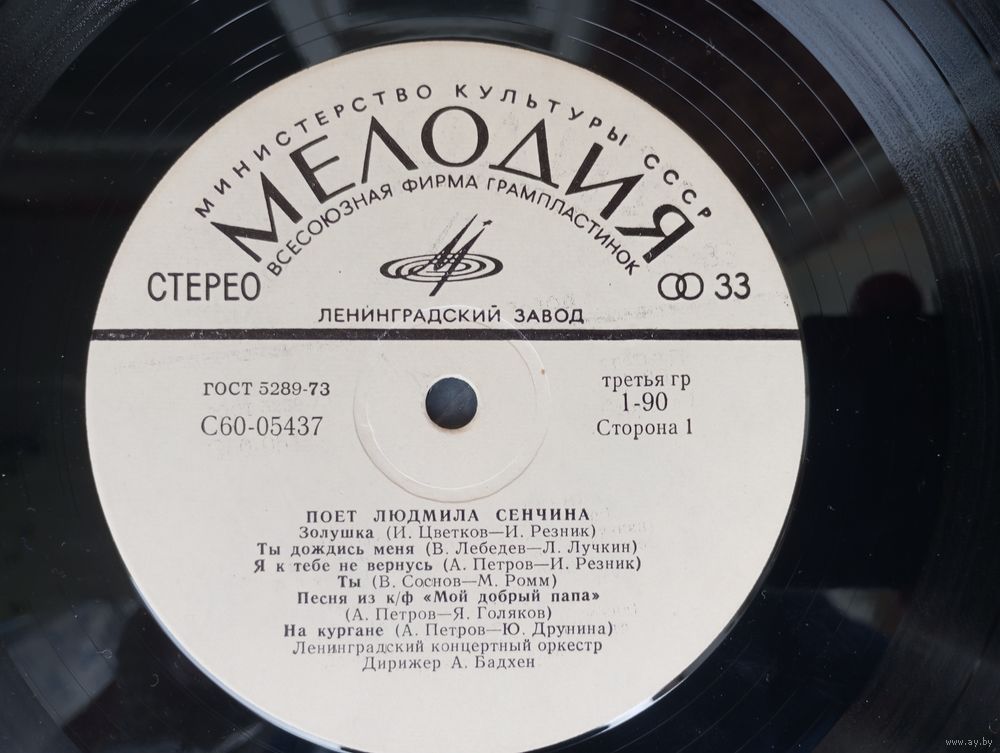 МИНИСТЕРСТВО КУЛЬТУРЫ СССР
МЕЛОДИЯ
ВСЕСОЮЗНАЯ ФИРМА ГРАМПЛАСТИНОК
СТЕРЕО
33
ЛЕНИНГРАДСКИЙ ЗАВОД
ГОСТ 5289-73
С60-05437
третья гр
1-90
Сторона 1
ПОЕТ ЛЮДМИЛА СЕНЧИНА
Золушка (И. Цветков—И. Резник)
Ты дождись меня (В. Лебедев—Л. Лучкин)
Я к тебе не вернусь (А. Петров—И. Резник)
Ты (В. Соснов—М. Ромм)
Песня из к/ф «Мой добрый папа»
(А. Петров—Я. Голяков)
На кургане (А. Петров—Ю. Друнина)
Ленинградский концертный оркестр
Дирижер А. Бадхен
www.ay.by